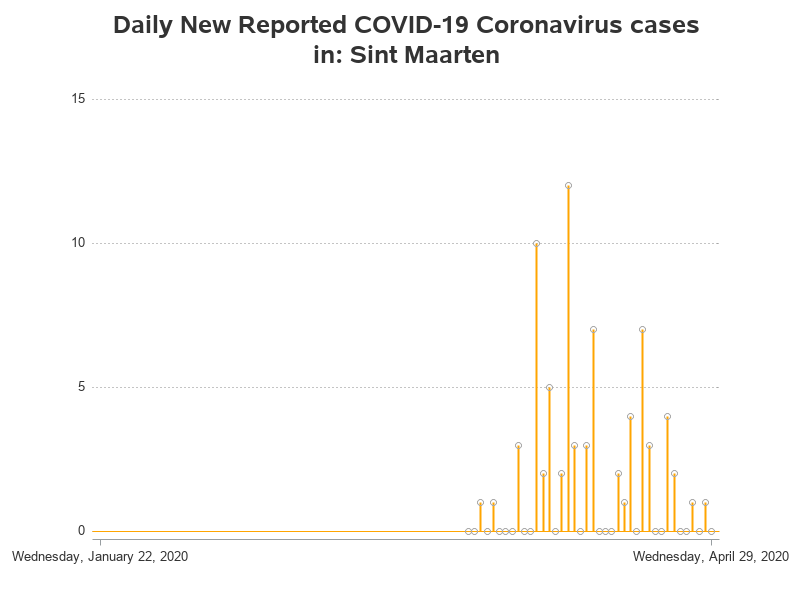 Daily New Reported COVID-19 Coronavirus cases
in: Sint Maarten
15
10
5
0
Wednesday, January 22, 2020
Wednesday, April 29, 2020